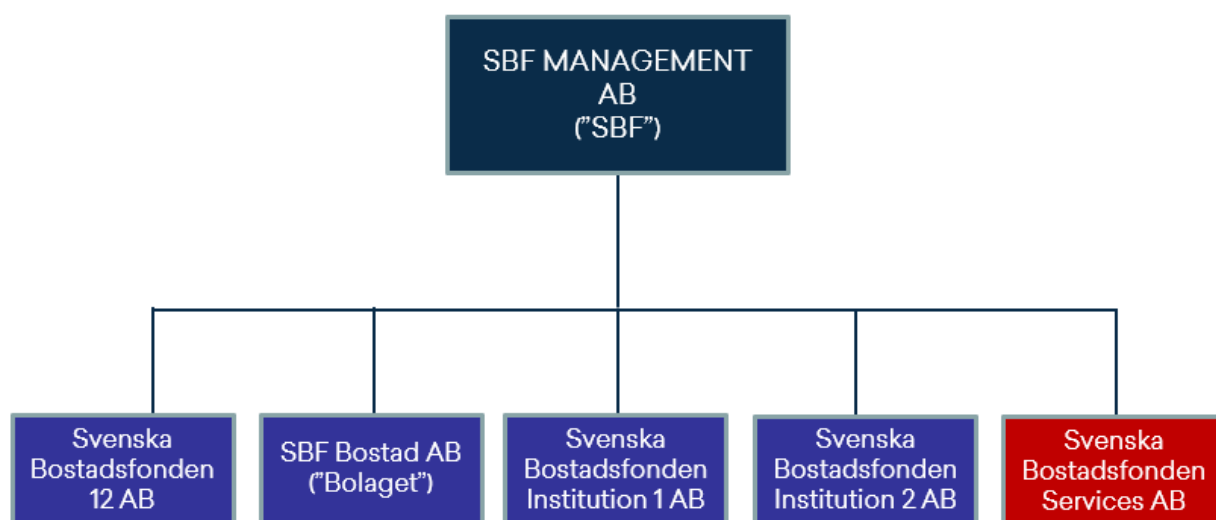 SBF MANAGEMENT
AB
("SBF")
Svenska
Bostadsfonden
12 AB
SBF Bostad AB
("Bolaget")
Svenska
Bostadsfonden
Institution 1 AB
Svenska
Bostadsfonden
Institution 2 AB
Svenska
Bostadsfonden
Services AB